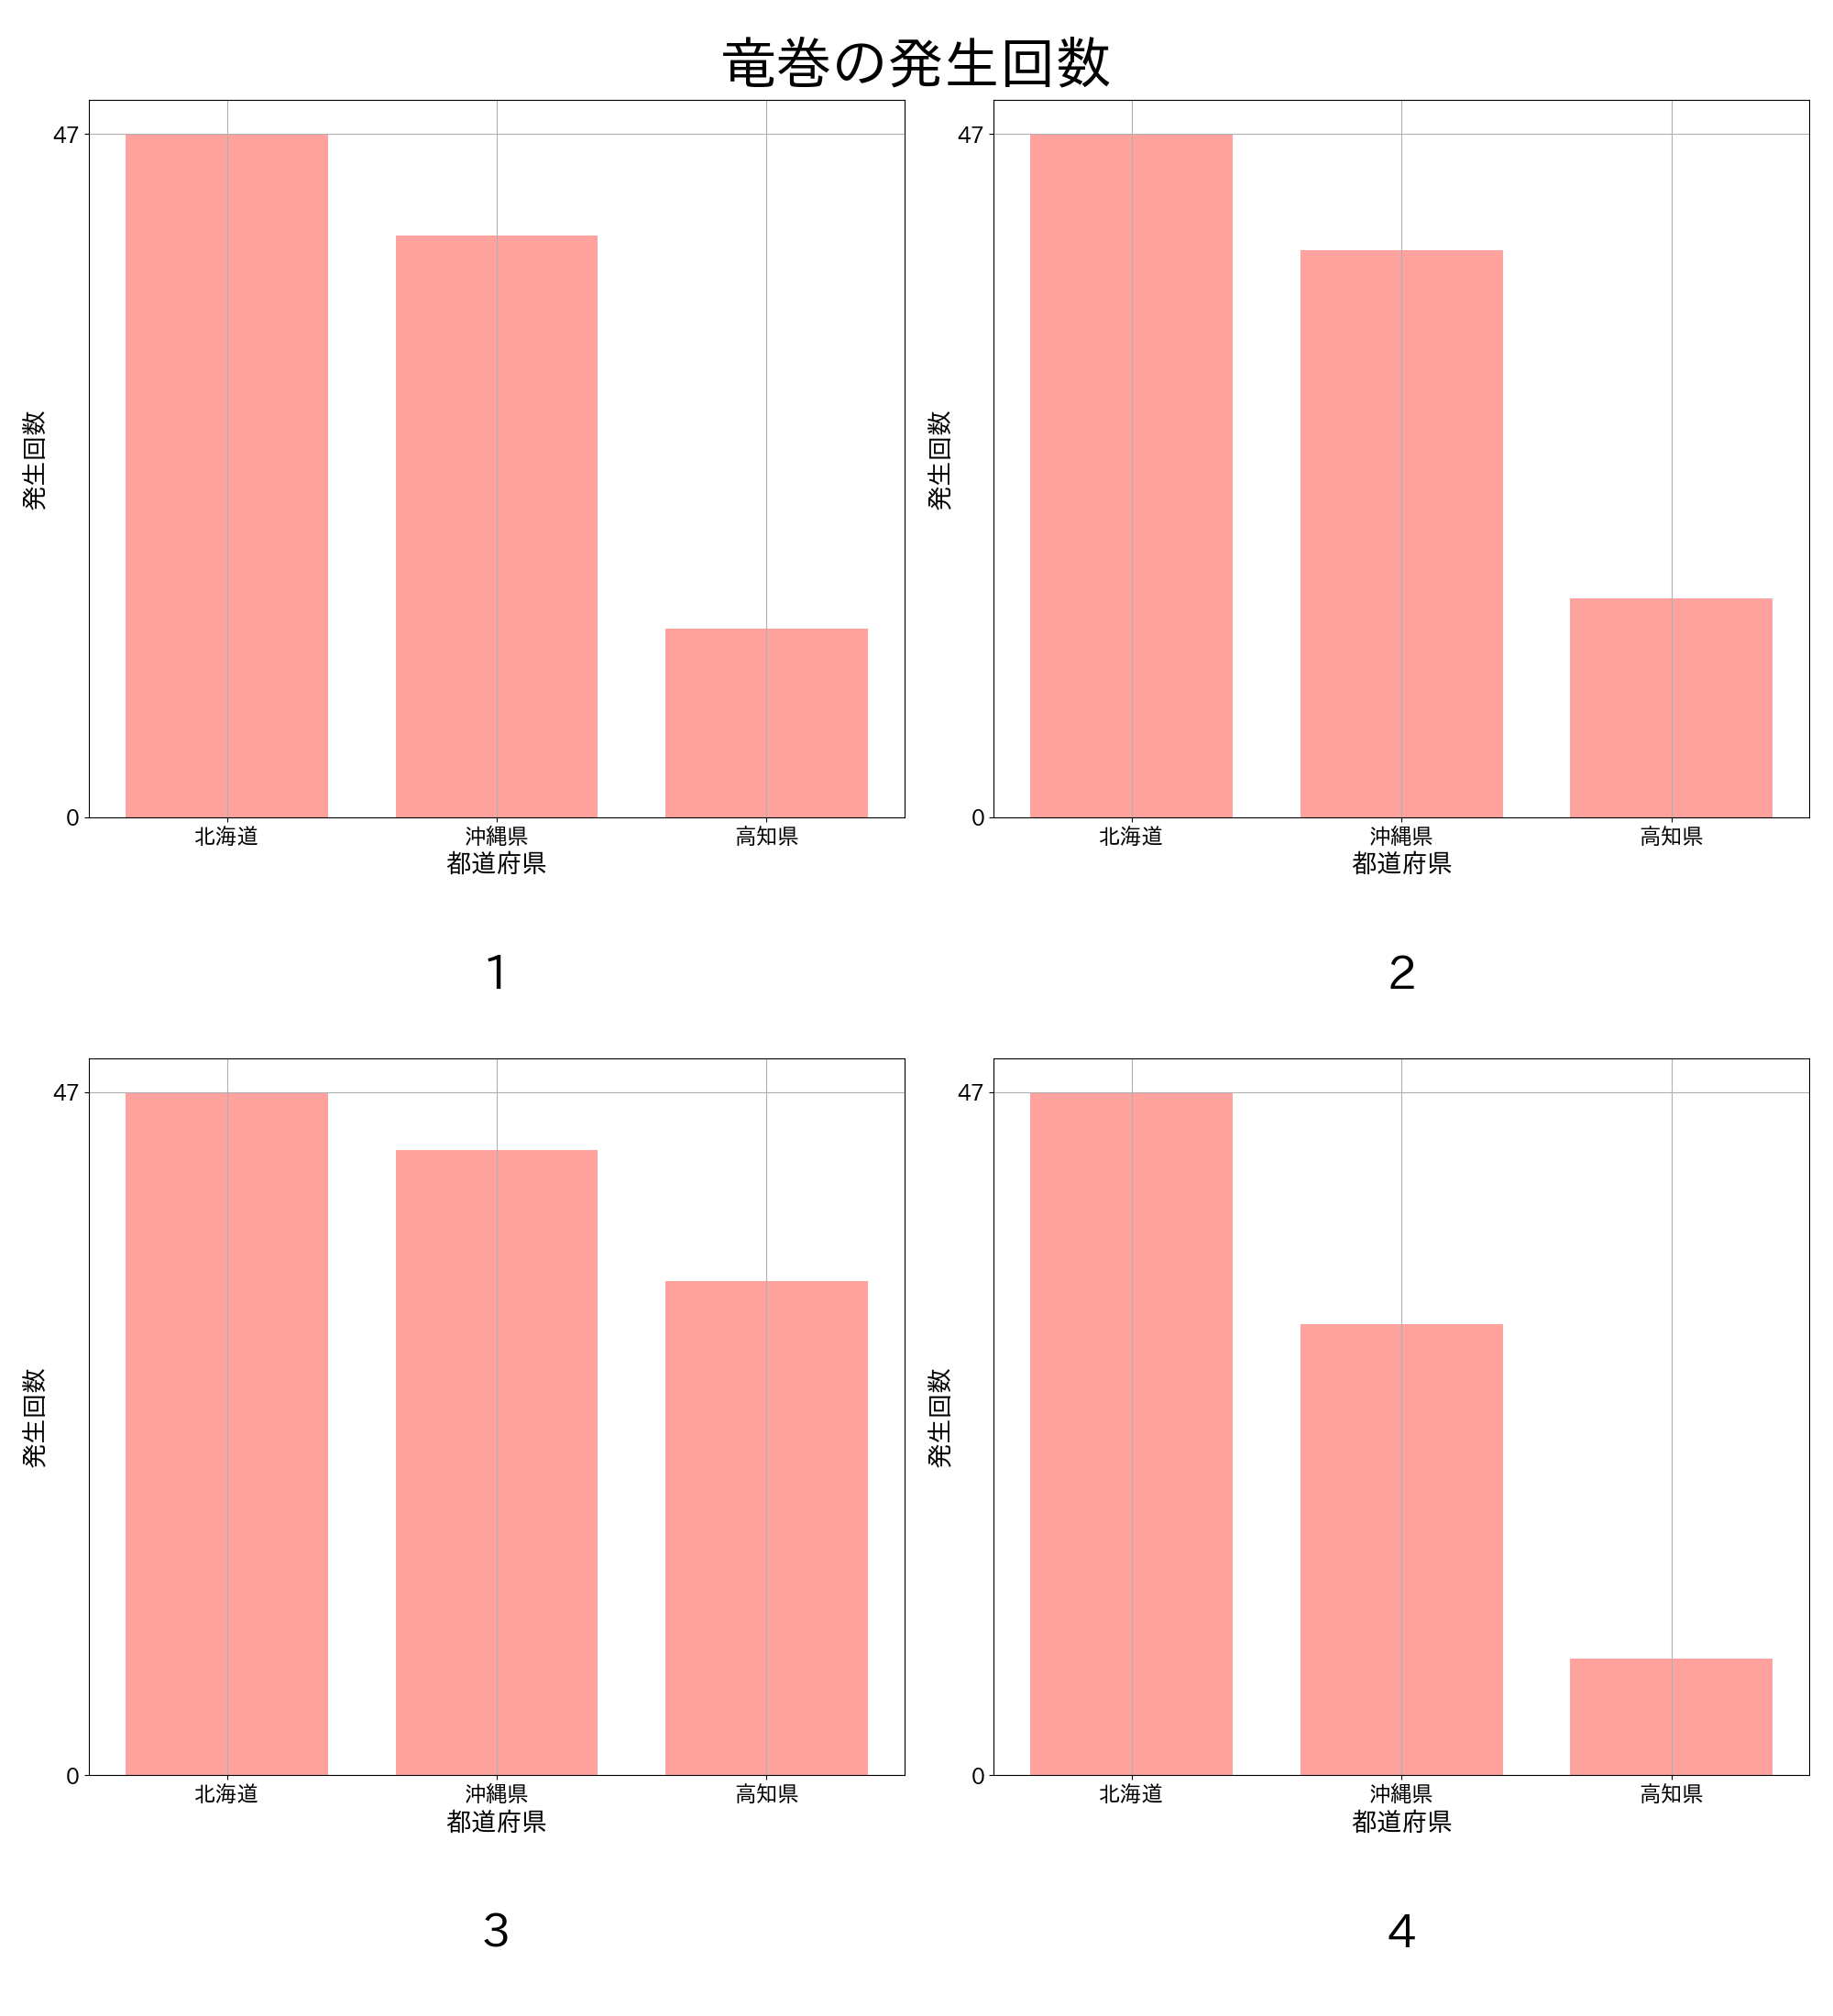 竜巻の発生回数
47
0
発生回数
北海道 沖縄県 高知県
都道府県
1
47
0
発生回数
北海道 沖縄県 高知県
都道府県
2
47
0
発生回数
北海道 沖縄県 高知県
都道府県
3
47
0
発生回数
北海道 沖縄県 高知県
都道府県
4